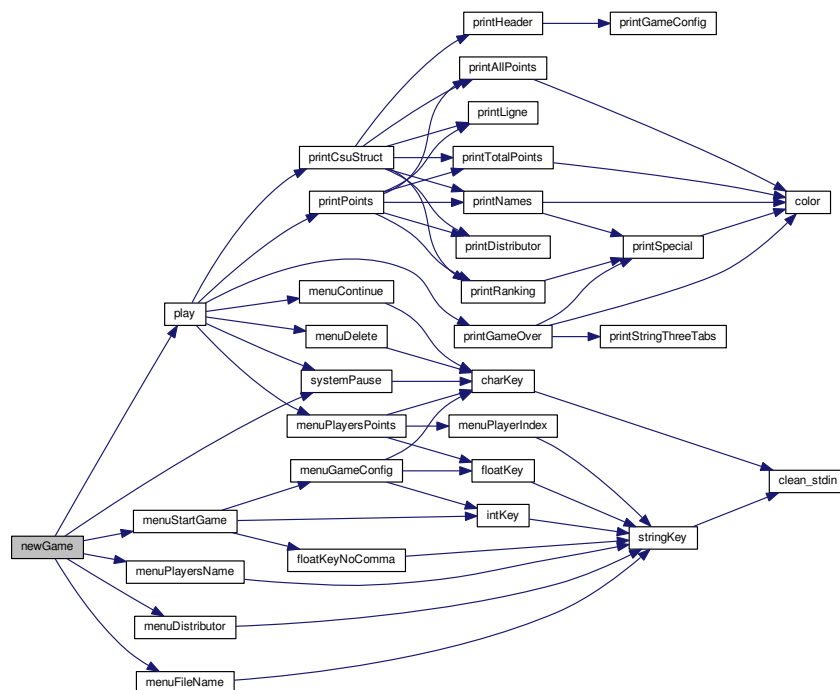 printHeader
printGameConfig
printAllPoints
printLigne
printCsuStruct
printTotalPoints
printPoints
printNames
color
printDistributor
printSpecial
menuContinue
printRanking
play
menuDelete
printGameOver
printStringThreeTabs
systemPause
charKey
menuPlayersPoints
menuPlayerIndex
menuGameConfig
floatKey
clean_stdin
menuStartGame
intKey
newGame
stringKey
floatKeyNoComma
menuPlayersName
menuDistributor
menuFileName